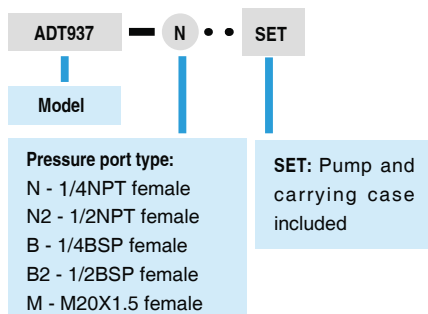 ADT937 — N • • SET
Model
Pressure port type:
N - 1/4NPT female
N2 - 1/2NPT female
B - 1/4BSP female
B2 - 1/2BSP female
M - M20X1.5 female
SET: Pump and
carrying case
included